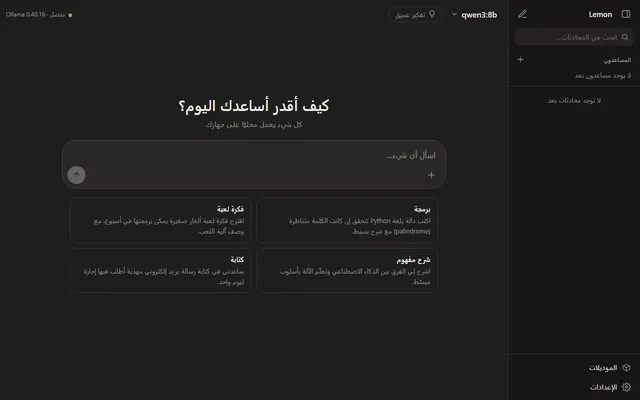 Lemon
ابحث في المحادثات...
المساعدون
لا يوجد مساعدون بعد
لا توجد محادثات بعد
الموديلات
الإعدادات
qwen3:8b
تفكير عميق
متصل · Ollama 0.40.16
كيف أقدر أساعدك اليوم؟
كل شيء يعمل محليًا على جهازك
اسأل أي شيء...
برمجة
اكتب دالة بلغة Python تتحقق إن كانت الكلمة متناظرة
(palindrome) مع شرح بسيط.
فكرة لعبة
اقترح فكرة لعبة ألغاز صغيرة يمكن برمجتها في أسبوع، مع
وصف آلية اللعب.
شرح مفهوم
اشرح لي الفرق بين الذكاء الاصطناعي وتعلّم الآلة بأسلوب
مبسّط.
كتابة
ساعدني في كتابة رسالة بريد إلكتروني مهذبة أطلب فيها إجازة
ليوم واحد.